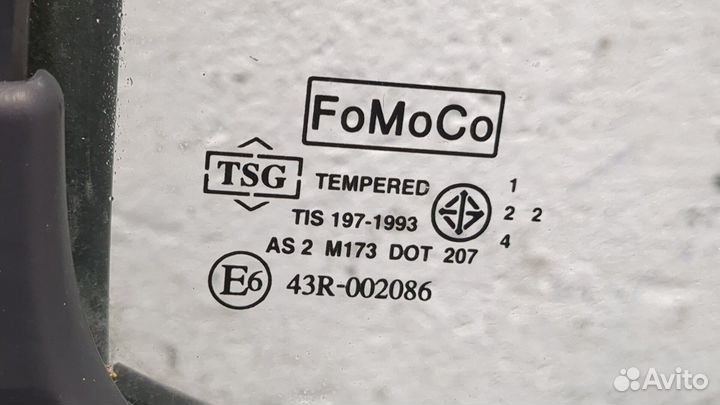 FoMoCo
TSG TEMPERED 1
TIS 197-1993 2 2
AS 2 M173 DOT 207 4
E6 43R-002086
Avito